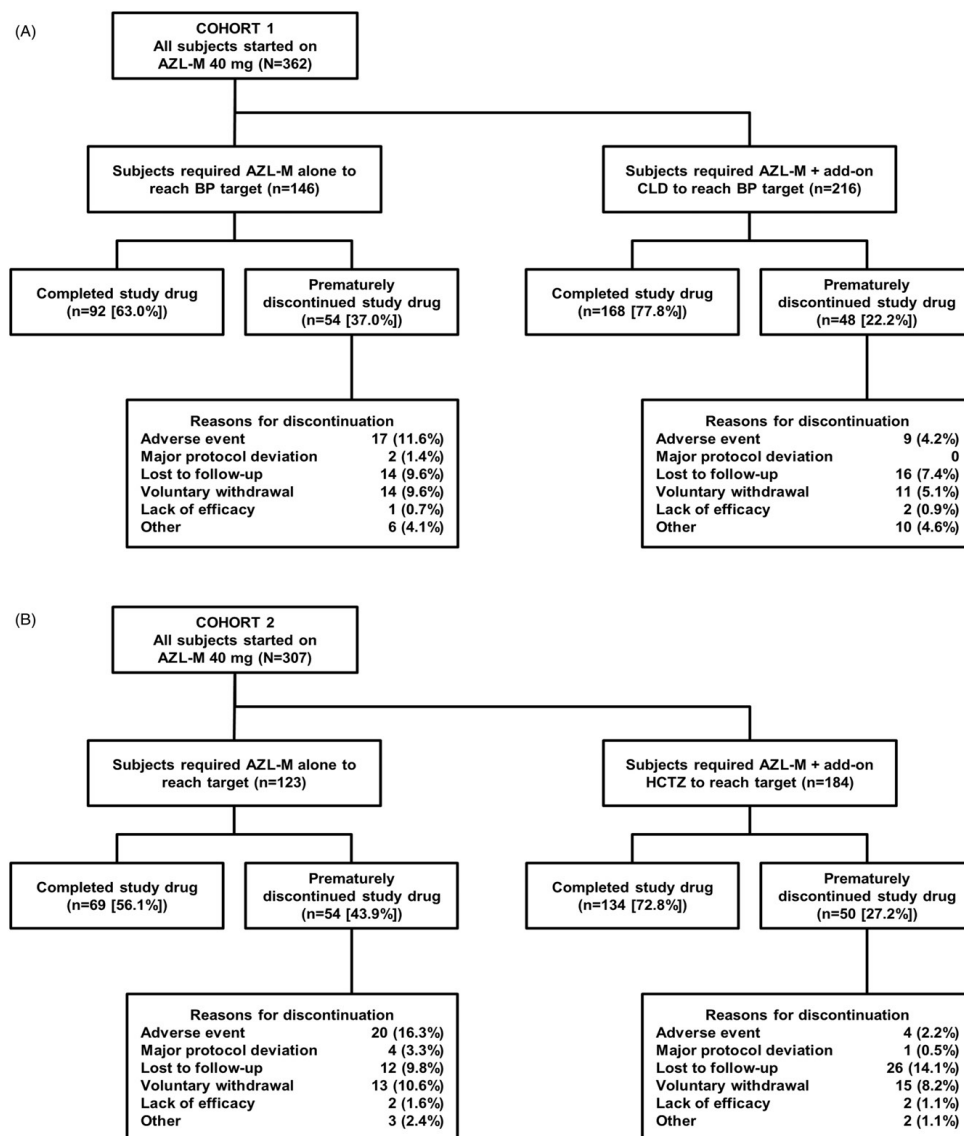 (A)
COHORT 1
All subjects started on
AZL-M 40 mg (N=362)
Subjects required AZL-M alone to
reach BP target (n=146)
Subjects required AZL-M + add-on
CLD to reach BP target (n=216)
Completed study drug
(n=92 [63.0%])
Prematurely
discontinued study drug
(n=54 [37.0%])
Completed study drug
(n=168 [77.8%])
Prematurely
discontinued study drug
(n=48 [22.2%])
Reasons for discontinuation
Adverse event 17 (11.6%)
Major protocol deviation 2 (1.4%)
Lost to follow-up 14 (9.6%)
Voluntary withdrawal 14 (9.6%)
Lack of efficacy 1 (0.7%)
Other 6 (4.1%)
Reasons for discontinuation
Adverse event 9 (4.2%)
Major protocol deviation 0
Lost to follow-up 16 (7.4%)
Voluntary withdrawal 11 (5.1%)
Lack of efficacy 2 (0.9%)
Other 10 (4.6%)
(B)
COHORT 2
All subjects started on
AZL-M 40 mg (N=307)
Subjects required AZL-M alone to
reach target (n=123)
Subjects required AZL-M + add-on
HCTZ to reach target (n=184)
Completed study drug
(n=69 [56.1%])
Prematurely
discontinued study drug
(n=54 [43.9%])
Completed study drug
(n=134 [72.8%])
Prematurely
discontinued study drug
(n=50 [27.2%])
Reasons for discontinuation
Adverse event 20 (16.3%)
Major protocol deviation 4 (3.3%)
Lost to follow-up 12 (9.8%)
Voluntary withdrawal 13 (10.6%)
Lack of efficacy 2 (1.6%)
Other 3 (2.4%)
Reasons for discontinuation
Adverse event 4 (2.2%)
Major protocol deviation 1 (0.5%)
Lost to follow-up 26 (14.1%)
Voluntary withdrawal 15 (8.2%)
Lack of efficacy 2 (1.1%)
Other 2 (1.1%)